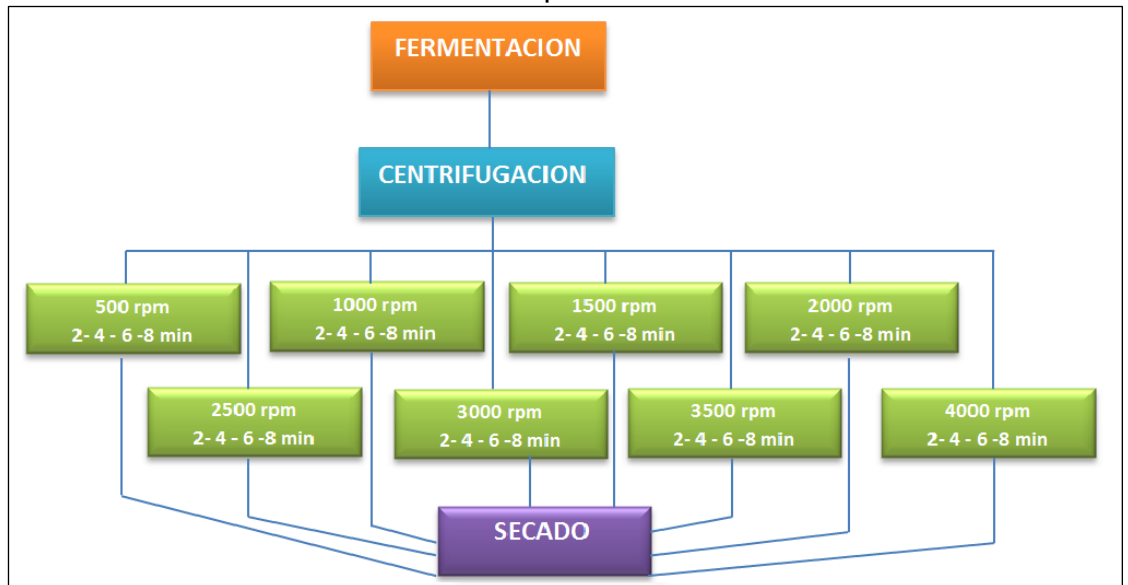 FERMENTACION
CENTRIFUGACION
500 rpm
2- 4 - 6 -8 min
1000 rpm
2- 4 - 6 -8 min
1500 rpm
2- 4 - 6 -8 min
2000 rpm
2- 4 - 6 -8 min
2500 rpm
2- 4 - 6 -8 min
3000 rpm
2- 4 - 6 -8 min
3500 rpm
2- 4 - 6 -8 min
4000 rpm
2- 4 - 6 -8 min
SECADO